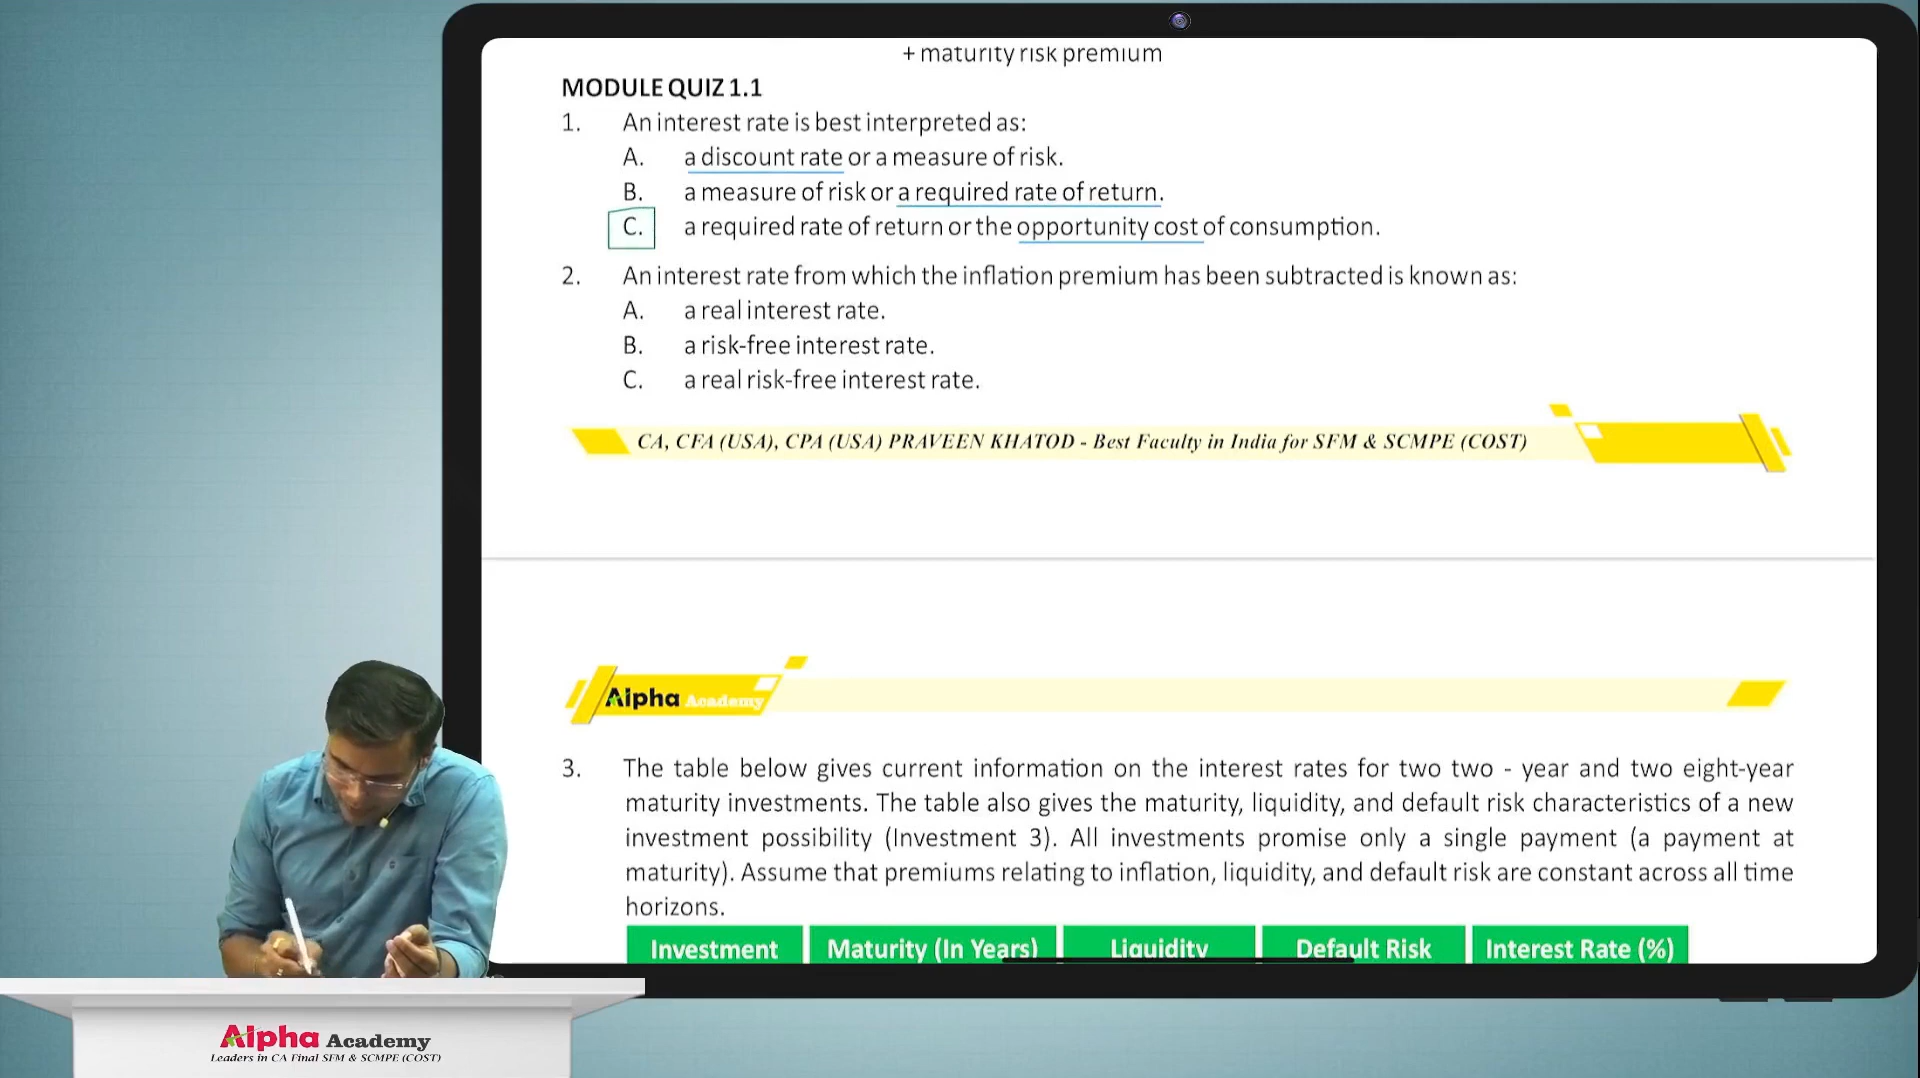 + maturity risk premium
MODULE QUIZ 1.1
1. An interest rate is best interpreted as:
A. a discount rate or a measure of risk.
B. a measure of risk or a required rate of return.
C. a required rate of return or the opportunity cost of consumption.
2. An interest rate from which the inflation premium has been subtracted is known as:
A. a real interest rate.
B. a risk-free interest rate.
C. a real risk-free interest rate.
CA, CFA (USA), CPA (USA) PRAVEEN KHATOD - Best Faculty in India for SFM & SCMPE (COST)
Alpha Academy
3. The table below gives current information on the interest rates for two two - year and two eight-year
maturity investments. The table also gives the maturity, liquidity, and default risk characteristics of a new
investment possibility (Investment 3). All investments promise only a single payment (a payment at
maturity). Assume that premiums relating to inflation, liquidity, and default risk are constant across all time
horizons.
Investment Maturity (In Years) Liquidity Default Risk Interest Rate (%)
Alpha Academy
Leaders in CA Final SFM & SCMPE (COST)